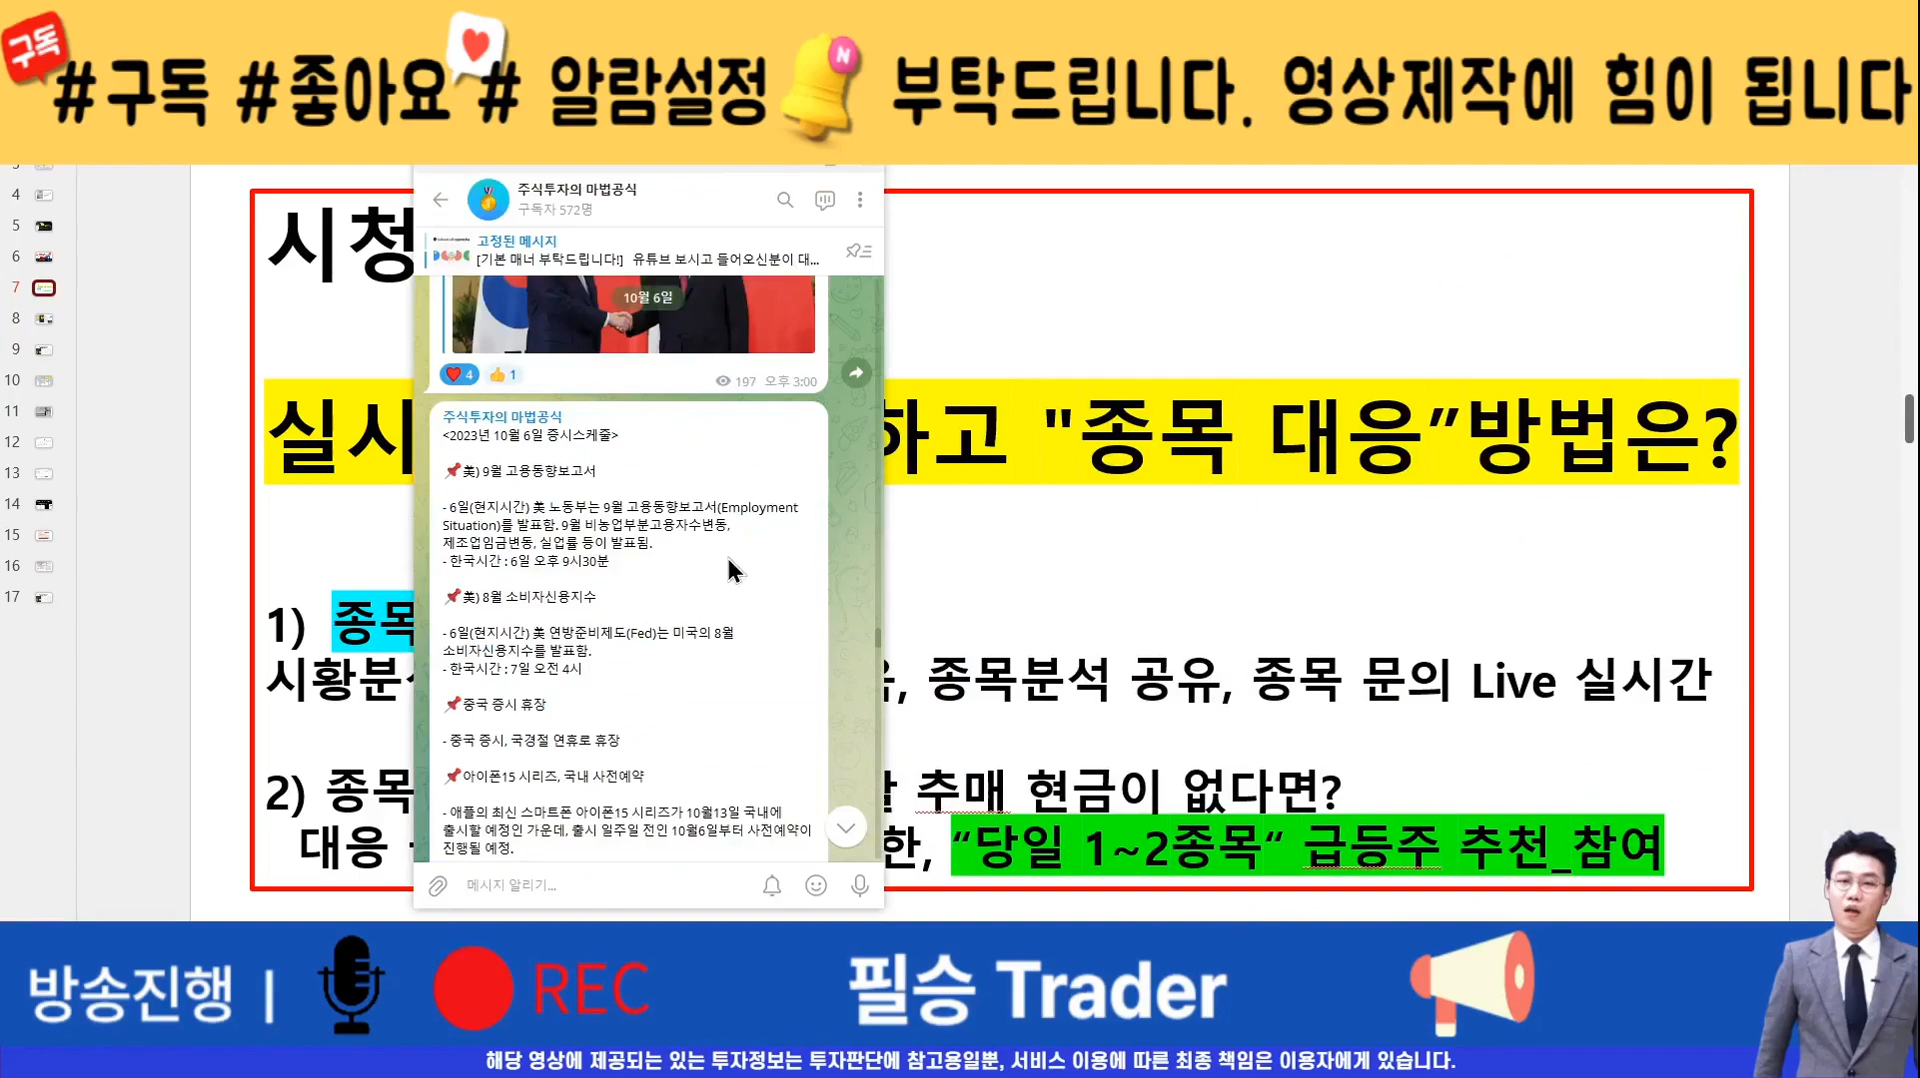 구독
#구독 #좋아요 # 알람설정 N 부탁드립니다. 영상제작에 힘이 됩니다
4
5
6
7
8
9
10
11
12
13
14
15
16
17
시청
실시
하고 "종목 대응”방법은?
1) 종목
시황분
, 종목분석 공유, 종목 문의 Live 실시간
2) 종목
추매 현금이 없다면?
대응
한, “당일 1~2종목“ 급등주 추천_참여
주식투자의 마법공식
구독자 572명
고정된 메시지
[기본 매너 부탁드립니다!] 유튜브 보시고 들어오신분이 대...
10월 6일
4 1
197 오후 3:00
주식투자의 마법공식
<2023년 10월 6일 증시스케줄>
美) 9월 고용동향보고서
- 6일(현지시간) 美 노동부는 9월 고용동향보고서(Employment
Situation)를 발표함. 9월 비농업부분고용자수변동,
제조업임금변동, 실업률 등이 발표됨.
- 한국시간 : 6일 오후 9시30분
美) 8월 소비자신용지수
- 6일(현지시간) 美 연방준비제도(Fed)는 미국의 8월
소비자신용지수를 발표함.
- 한국시간 : 7일 오전 4시
중국 증시 휴장
- 중국 증시, 국경절 연휴로 휴장
아이폰15 시리즈, 국내 사전예약
- 애플의 최신 스마트폰 아이폰15 시리즈가 10월13일 국내에
출시할 예정인 가운데, 출시 일주일 전인 10월6일부터 사전예약이
진행될 예정.
메시지 알리기...
방송진행 | REC 필승 Trader
해당 영상에 제공되는 있는 투자정보는 투자판단에 참고용일뿐, 서비스 이용에 따른 최종 책임은 이용자에게 있습니다.